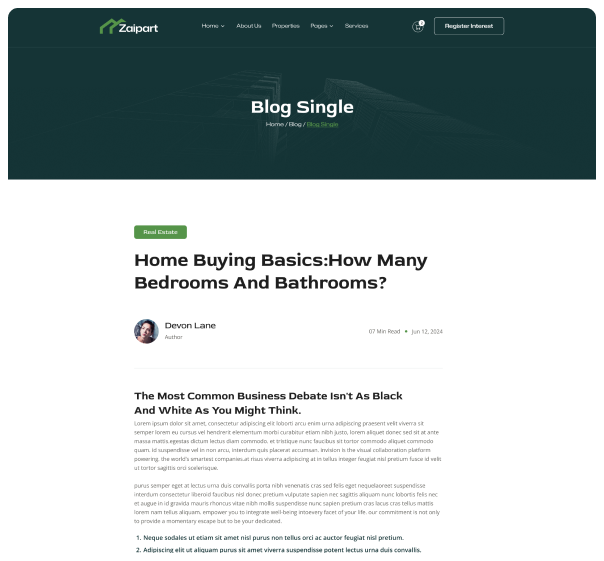 Zaipart
Home About Us Properties Pages Services
Register Interest
Blog Single
Home / Blog / Blog Single
Real Estate
Home Buying Basics:How Many
Bedrooms And Bathrooms?
Devon Lane
Author
07 Min Read Jun 12, 2024
The Most Common Business Debate Isn't As Black
And White As You Might Think.
Lorem ipsum dolor sit amet, consectetur adipiscing elit lobortis arcu enim urna adipiscing praesent velit viverra sit
semper lorem eu cursus vel hendrerit elementum morbi curabitur etiam nibh justo, lorem aliquet donec sed sit at ante
massa mattis egestas dictum lectus diam commodo, et tristique nunc faucibus sit tortor commodo aliquet commodo
quam, id suspendisse vel in non arcu, interdum quis placerat accumsan. invision is the visual collaboration platform
powering, the world's smartest companies,at risus viverra adipiscing at in tellus integer feugiat nisl pretium fusce id velit
ut tortor sagittis orci scelerisque.
purus semper eget at lectus urna duis convallis porta nibh venenatis cras sed felis eget nequelaoreet suspendisse
interdum consectetur liberoid faucibus nisl donec pretium vulputate sapien nec sagittis aliquam nunc lobortis felis nec
et augue in id gravida mauris rhoncus vitae nibh mollis suspendisse nunc sapien pretium cras lacus cras tellus mattis
lorem nam tellus aliquam, empower you to integrate well-being intoevery facet of your life. our commitment is not only
to provide a momentary escape but to be your dedicated.
1. Neque sodales ut etiam sit amet nisl purus non tellus orci ac auctor feugiat nisl pretium.
2. Adipiscing elit ut aliquam purus sit amet viverra suspendisse potent lectus urna duis convallis.